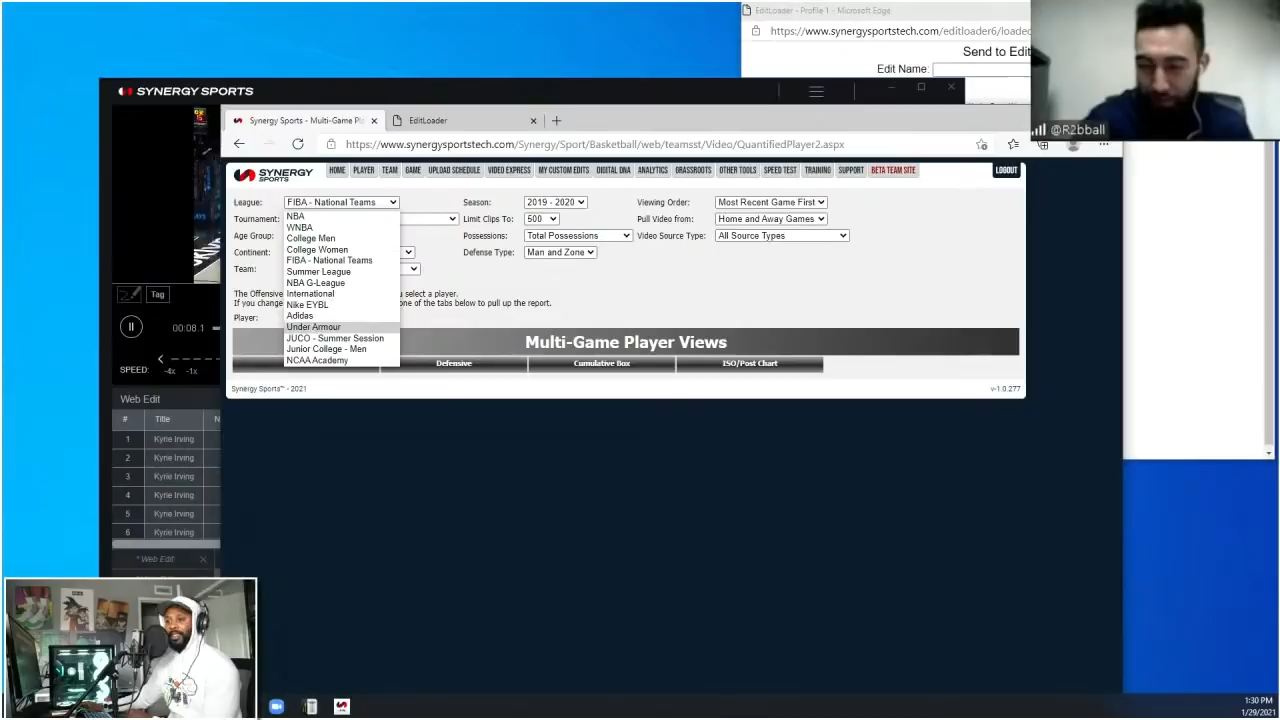 EditLoader - Profile 1 - Microsoft Edge
https://www.synergysportstech.com/editloader6/loaded
Send to Edit
Edit Name:
@R2bball
SYNERGY SPORTS
Synergy Sports - Multi-Game Pl
EditLoader
https://www.synergysportstech.com/Synergy/Sport/Basketball/web/teamsst/Video/QuantifiedPlayer2.aspx
SYNERGY SPORTS
HOME PLAYER TEAM GAME UPLOAD SCHEDULE VIDEO EXPRESS MY CUSTOM EDITS DIGITAL DNA ANALYTICS GRASSROOTS OTHER TOOLS SPEED TEST TRAINING SUPPORT BETA TEAM SITE LOGOUT
League: FIBA - National Teams Season: 2019 - 2020 Viewing Order: Most Recent Game First
Tournament: Limit Clips To: 500 Pull Video from: Home and Away Games
Age Group: Possessions: Total Possessions Video Source Type: All Source Types
Continent: Defense Type: Man and Zone
Team:
NBA
WNBA
College Men
College Women
FIBA - National Teams
Summer League
NBA G-League
International
Nike EYBL
Adidas
Under Armour
JUCO - Summer Session
Junior College - Men
NCAA Academy
The Offensive you select a player.
If you change one of the tabs below to pull up the report.
Player:
Multi-Game Player Views
Defensive Cumulative Box ISO/Post Chart
Synergy Sports™ - 2021 v-1.0.277
Tag
00:08.1
SPEED: -4x -1x
Web Edit
# Title N
1 Kyrie Irving
2 Kyrie Irving
3 Kyrie Irving
4 Kyrie Irving
5 Kyrie Irving
6 Kyrie Irving
* Web Edit
1:30 PM
1/29/2021